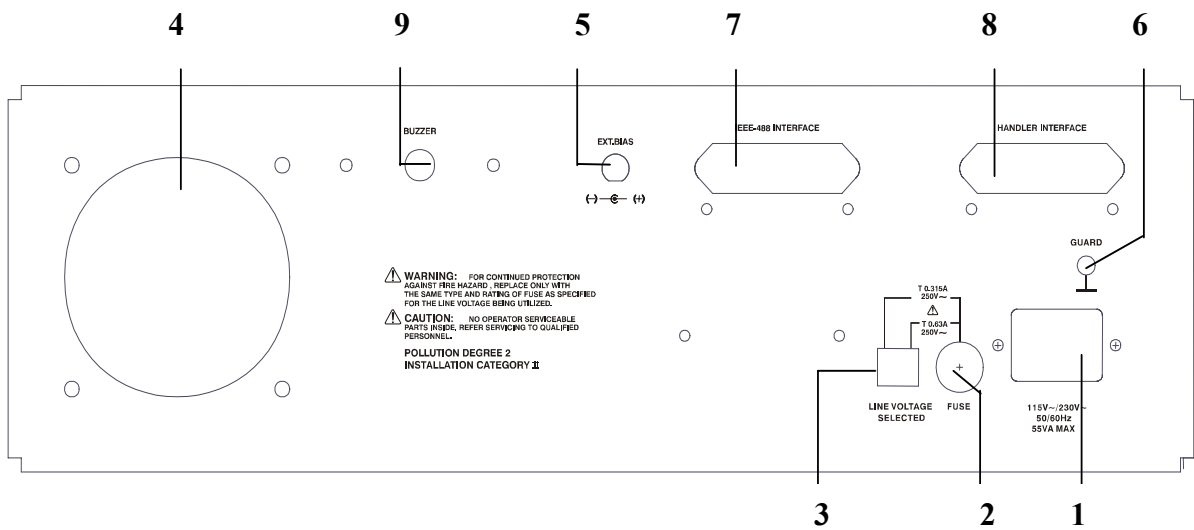 4 9 5 7 8 6
BUZZER
EXT.BIAS
EEE-488 INTERFACE
HANDLER INTERFACE
(-) (+)
GUARD
WARNING: FOR CONTINUED PROTECTION
AGAINST FIRE HAZARD , REPLACE ONLY WITH
THE SAME TYPE AND RATING OF FUSE AS SPECIFIED
FOR THE LINE VOLTAGE BEING UTILIZED.
CAUTION: NO OPERATOR SERVICEABLE
PARTS INSIDE, REFER SERVICING TO QUALIFIED
PERSONNEL.
POLLUTION DEGREE 2
INSTALLATION CATEGORY II
T 0.315A
250V~
T 0.63A
250V~
LINE VOLTAGE
SELECTED
FUSE
115V~/230V~
50/60Hz
55VA MAX
3 2 1